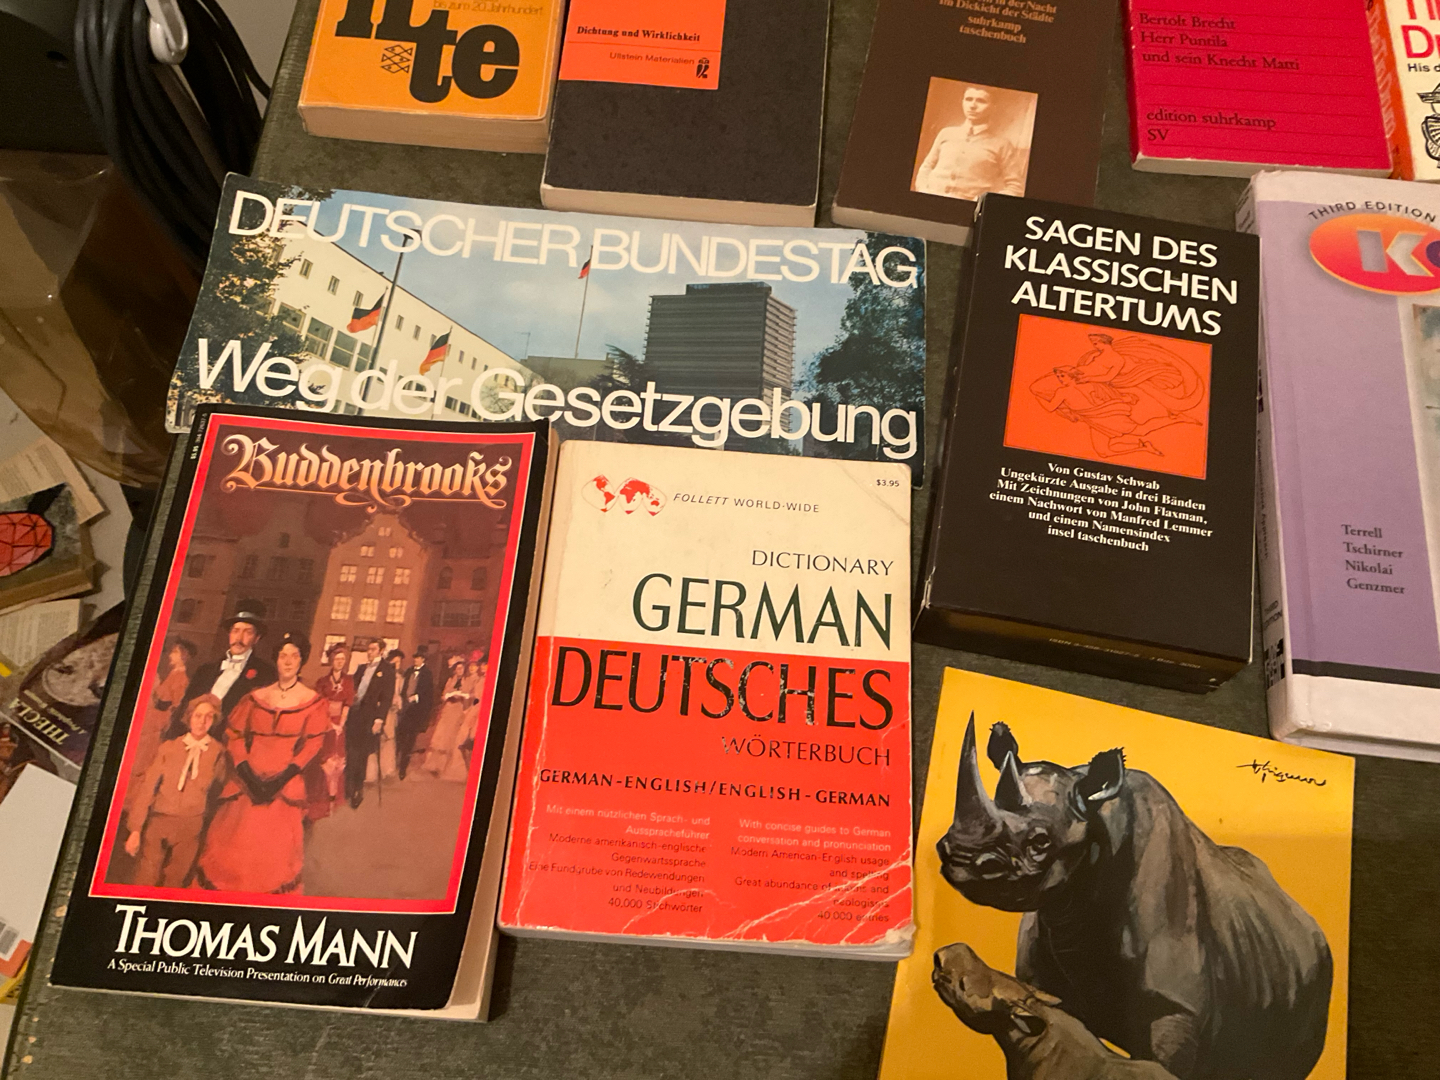 bis zum 20. Jahrhundert
te
Dichtung und Wirklichkeit
Ullstein Materialien
in der Nacht
Im Dickicht der Städte
suhrkamp
taschenbuch
Bertolt Brecht
Herr Puntila
und sein Knecht Matti
edition suhrkamp
SV
His
DEUTSCHER BUNDESTAG
Weg der Gesetzgebung
SAGEN DES
KLASSISCHEN
ALTERTUMS
Von Gustav Schwab
Ungekürzte Ausgabe in drei Bänden
Mit Zeichnungen von John Flaxman,
einem Nachwort von Manfred Lemmer
und einem Namensindex
insel taschenbuch
THIRD EDITION
K
Terrell
Tschirner
Nikolai
Genzmer
Buddenbrooks
THOMAS MANN
A Special Public Television Presentation on Great Performances
$3.95
FOLLETT WORLD-WIDE
DICTIONARY
GERMAN
DEUTSCHES
WÖRTERBUCH
GERMAN-ENGLISH/ENGLISH-GERMAN
Mit einem nützlichen Sprach- und
Ausspracheführer
Moderne amerikanisch-englische
Gegenwartssprache
Eine Fundgrube von Redewendungen
und Neubildungen
40,000 Stichwörter
With concise guides to German
conversation and pronunciation
Modern American-English usage
and spelling
Great abundance of and
neologisms
40,000 entries
THECLA